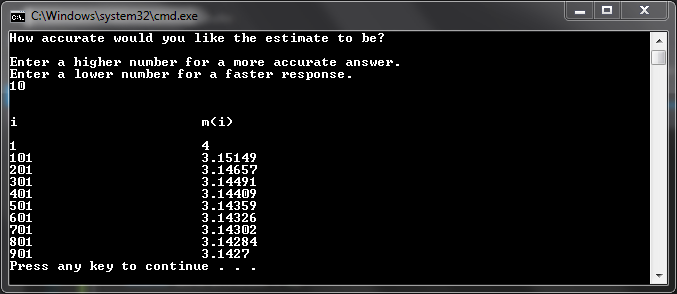 C:\Windows\system32\cmd.exe
How accurate would you like the estimate to be?
Enter a higher number for a more accurate answer.
Enter a lower number for a faster response.
10
i m(i)
1 4
101 3.15149
201 3.14657
301 3.14491
401 3.14409
501 3.14359
601 3.14326
701 3.14302
801 3.14284
901 3.1427
Press any key to continue . . .